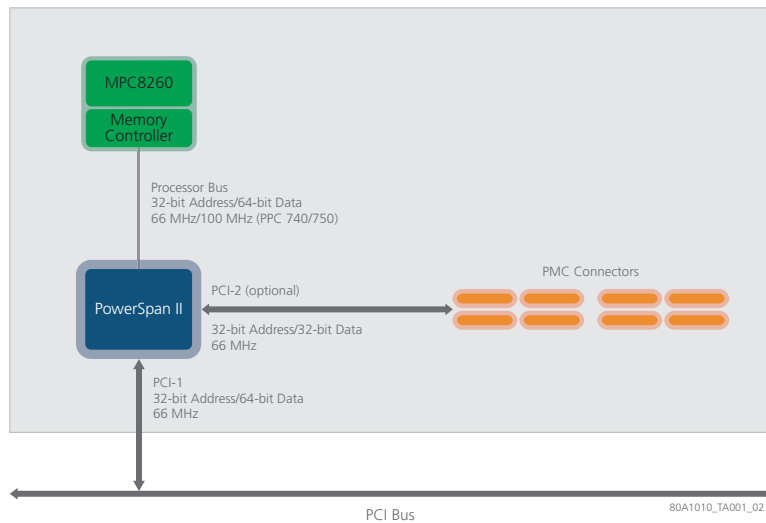 MPC8260
Memory
Controller
Processor Bus
32-bit Address/64-bit Data
66 MHz/100 MHz (PPC 740/750)
PowerSpan II
PCI-2 (optional)
32-bit Address/32-bit Data
66 MHz
PMC Connectors
PCI-1
32-bit Address/64-bit Data
66 MHz
PCI Bus
80A1010_TA001_02